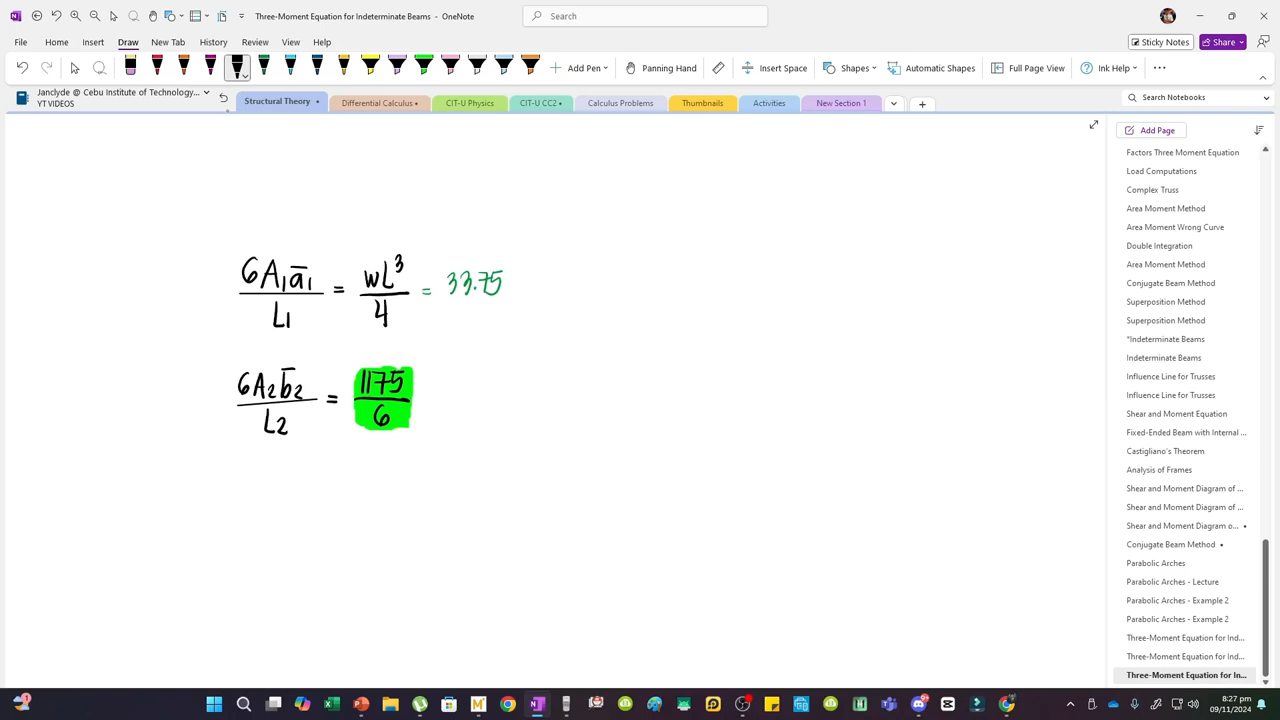 Three-Moment Equation for Indeterminate Beams - OneNote
Search
File Home Insert Draw New Tab History Review View Help
Sticky Notes Share
Add Pen Panning Hand Insert Space Shapes Automatic Shapes Full Page View Ink Help
Janclyde @ Cebu Institute of Technology...
YT VIDEOS
Structural Theory Differential Calculus CIT-U Physics CIT-U CC2 Calculus Problems Thumbnails Activities New Section 1
Search Notebooks
Add Page
Factors Three Moment Equation
Load Computations
Complex Truss
Area Moment Method
Area Moment Wrong Curve
Double Integration
Area Moment Method
Conjugate Beam Method
Superposition Method
Superposition Method
*Indeterminate Beams
Indeterminate Beams
Influence Line for Trusses
Influence Line for Trusses
Shear and Moment Equation
Fixed-Ended Beam with Internal ...
Castigliano's Theorem
Analysis of Frames
Shear and Moment Diagram of ...
Shear and Moment Diagram of ...
Shear and Moment Diagram o...
Conjugate Beam Method
Parabolic Arches
Parabolic Arches - Lecture
Parabolic Arches - Example 2
Parabolic Arches - Example 2
Three-Moment Equation for Ind...
Three-Moment Equation for Ind...
Three-Moment Equation for In...
6A₁a̅₁/L₁ = wL³/4 = 33.75
6A₂b̅₂/L₂ = 1175/6
8:27 pm
09/11/2024